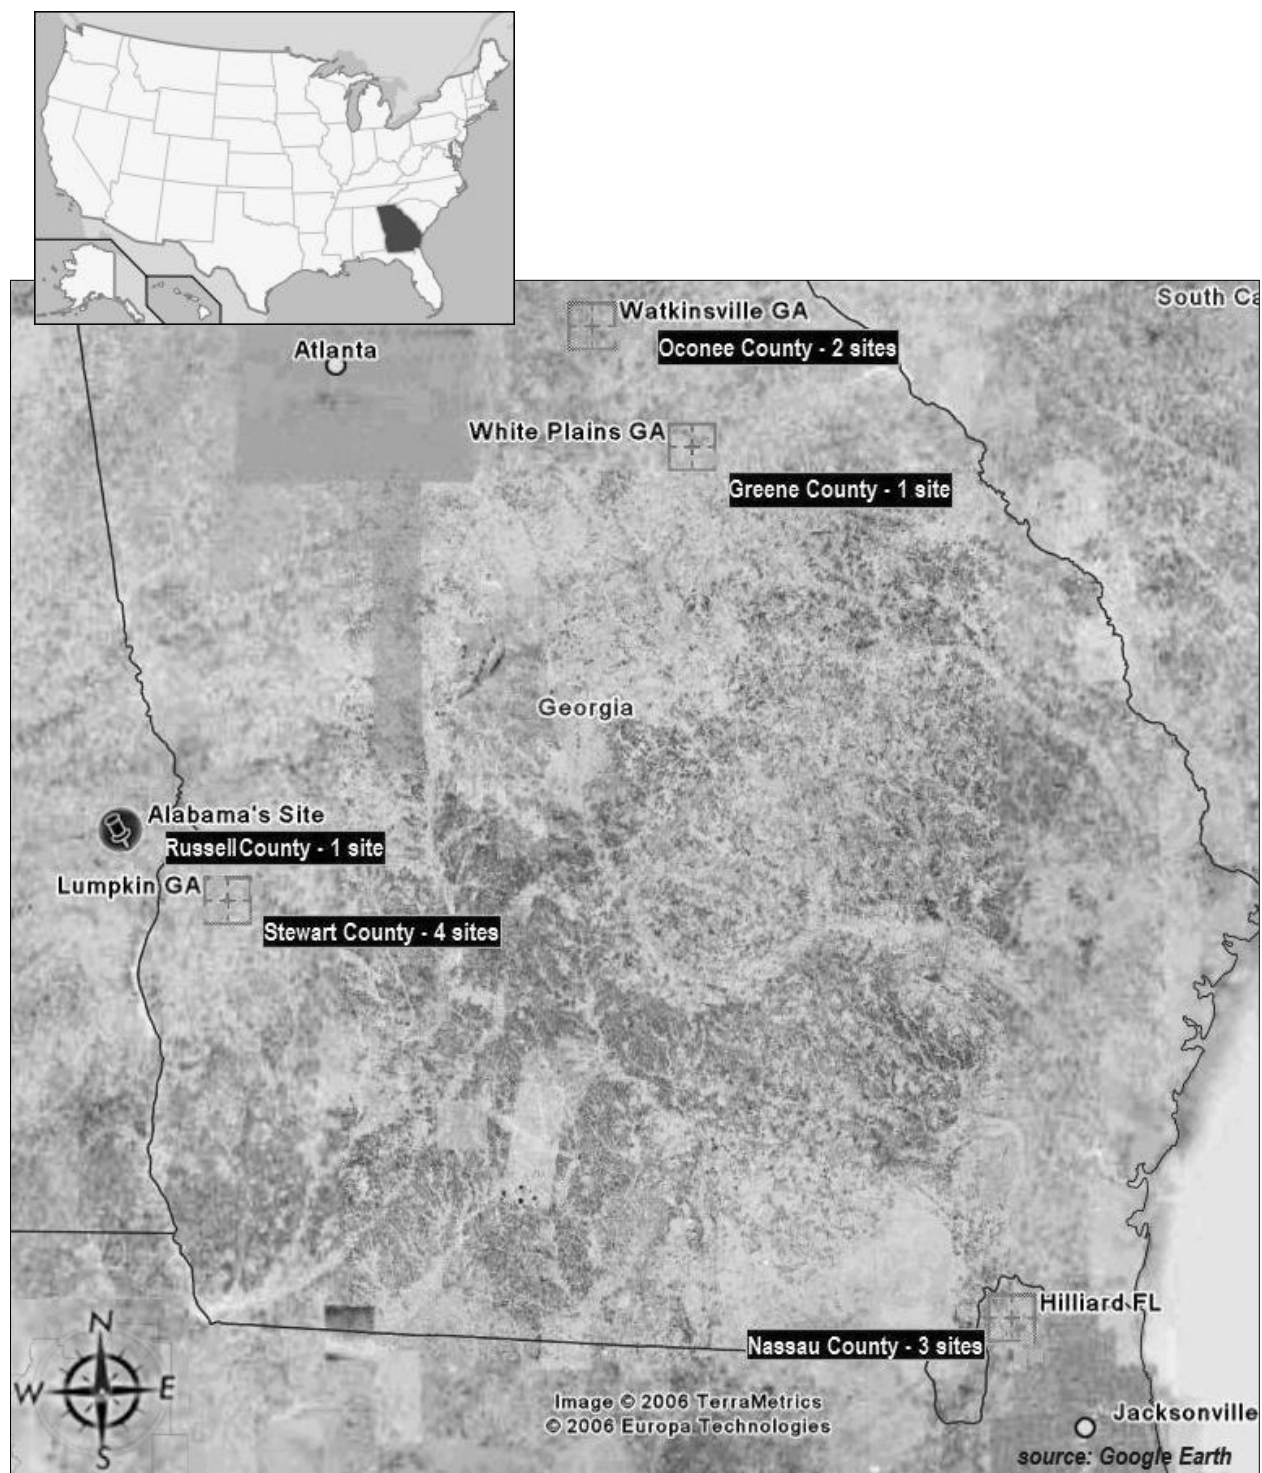 South Ca
Watkinsville GA
Oconee County - 2 sites
Atlanta
White Plains GA
Greene County - 1 site
Georgia
Alabama's Site
Russell County - 1 site
Lumpkin GA
Stewart County - 4 sites
Hilliard FL
Nassau County - 3 sites
N
W E
S
Image © 2006 TerraMetrics
© 2006 Europa Technologies
Jacksonville
source: Google Earth